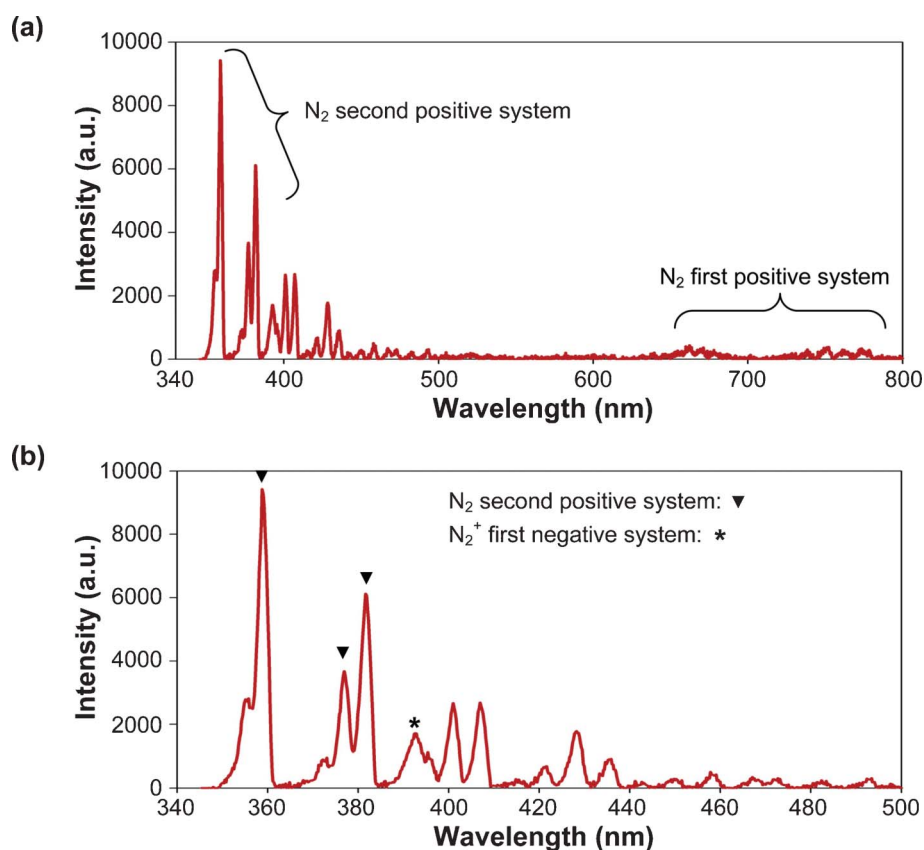 (a)
Intensity (a.u.)
10000
8000
6000
4000
2000
0
N₂ second positive system
N₂ first positive system
340 400 500 600 700 800
Wavelength (nm)
(b)
Intensity (a.u.)
10000
8000
6000
4000
2000
0
N₂ second positive system: ▼
N₂⁺ first negative system: *
*
340 360 380 400 420 440 460 480 500
Wavelength (nm)